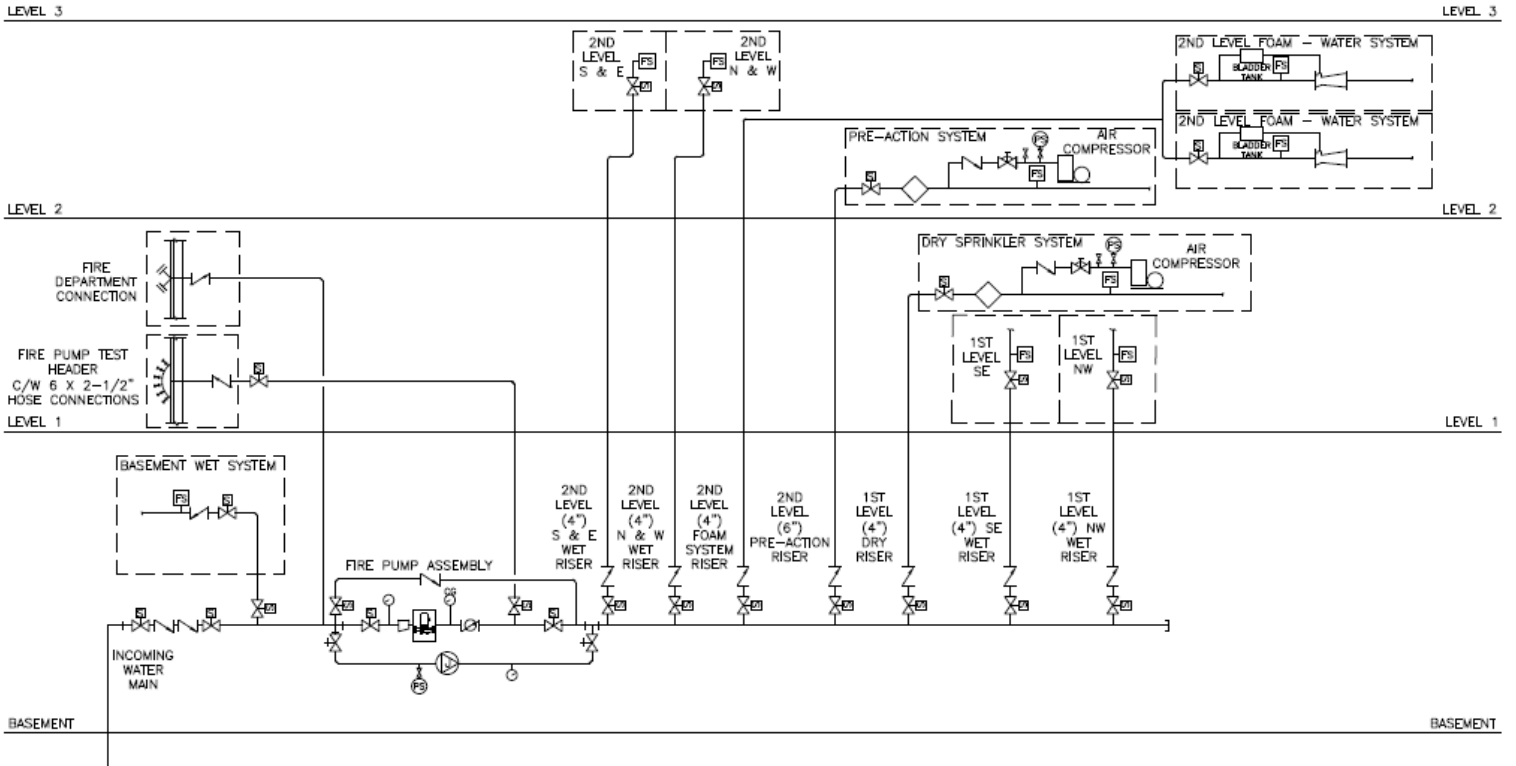 LEVEL 3
LEVEL 3
2ND
LEVEL
S & E
FS
2ND
LEVEL
N & W
FS
2ND LEVEL FOAM - WATER SYSTEM
S
BLADDER
TANK
FS
2ND LEVEL FOAM - WATER SYSTEM
S
BLADDER
TANK
FS
PRE-ACTION SYSTEM
PS
AIR
COMPRESSOR
S
FS
LEVEL 2
LEVEL 2
FIRE
DEPARTMENT
CONNECTION
DRY SPRINKLER SYSTEM
PS
AIR
COMPRESSOR
S
FS
FIRE PUMP TEST
HEADER
C/W 6 X 2-1/2"
HOSE CONNECTIONS
S
1ST
LEVEL
SE
FS
1ST
LEVEL
NW
FS
LEVEL 1
LEVEL 1
BASEMENT WET SYSTEM
FS
S
2ND
LEVEL
(4")
S & E
WET
RISER
2ND
LEVEL
(4")
N & W
WET
RISER
2ND
LEVEL
(4")
FOAM
SYSTEM
RISER
2ND
LEVEL
(6")
PRE-ACTION
RISER
1ST
LEVEL
(4")
DRY
RISER
1ST
LEVEL
(4") SE
WET
RISER
1ST
LEVEL
(4") NW
WET
RISER
FIRE PUMP ASSEMBLY
CG
S
S
S
S
J
PS
INCOMING
WATER
MAIN
BASEMENT
BASEMENT